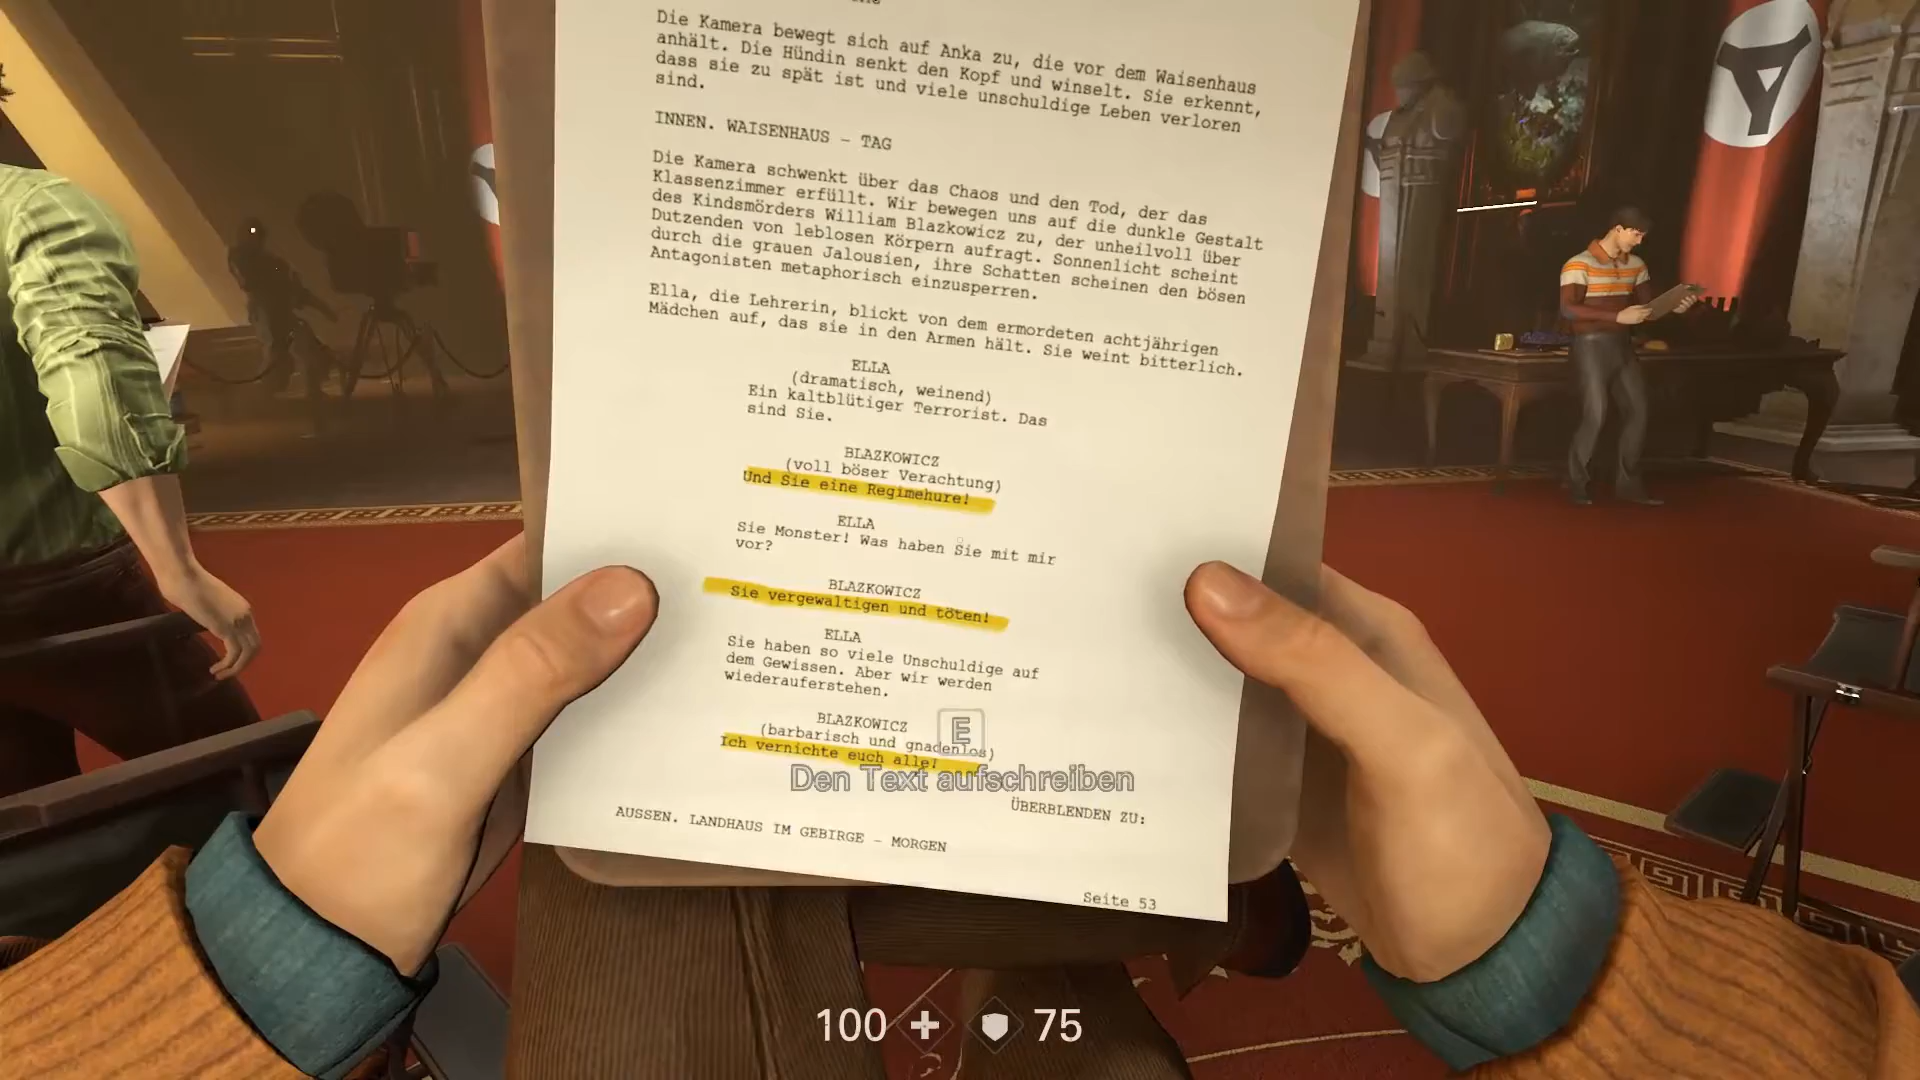 Die Kamera bewegt sich auf Anka zu, die vor dem Waisenhaus
anhält. Die Hündin senkt den Kopf und winselt. Sie erkennt,
dass sie zu spät ist und viele unschuldige Leben verloren
sind.
INNEN. WAISENHAUS – TAG
Die Kamera schwenkt über das Chaos und den Tod, der das
Klassenzimmer erfüllt. Wir bewegen uns auf die dunkle Gestalt
des Kindsmörders William Blazkowicz zu, der unheilvoll über
Dutzenden von leblosen Körpern aufragt. Sonnenlicht scheint
durch die grauen Jalousien, ihre Schatten scheinen den bösen
Antagonisten metaphorisch einzusperren.
Ella, die Lehrerin, blickt von dem ermordeten achtjährigen
Mädchen auf, das sie in den Armen hält. Sie weint bitterlich.
ELLA
(dramatisch, weinend)
Ein kaltblütiger Terrorist. Das
sind Sie.
BLAZKOWICZ
(voll böser Verachtung)
Und Sie eine Regimehure!
ELLA
Sie Monster! Was haben Sie mit mir
vor?
BLAZKOWICZ
Sie vergewaltigen und töten!
ELLA
Sie haben so viele Unschuldige auf
dem Gewissen. Aber wir werden
wiederauferstehen.
BLAZKOWICZ
(barbarisch und gnadenlos)
Ich vernichte euch alle!
E
Den Text aufschreiben
ÜBERBLENDEN ZU:
AUSSEN. LANDHAUS IM GEBIRGE – MORGEN
Seite 53
100 75